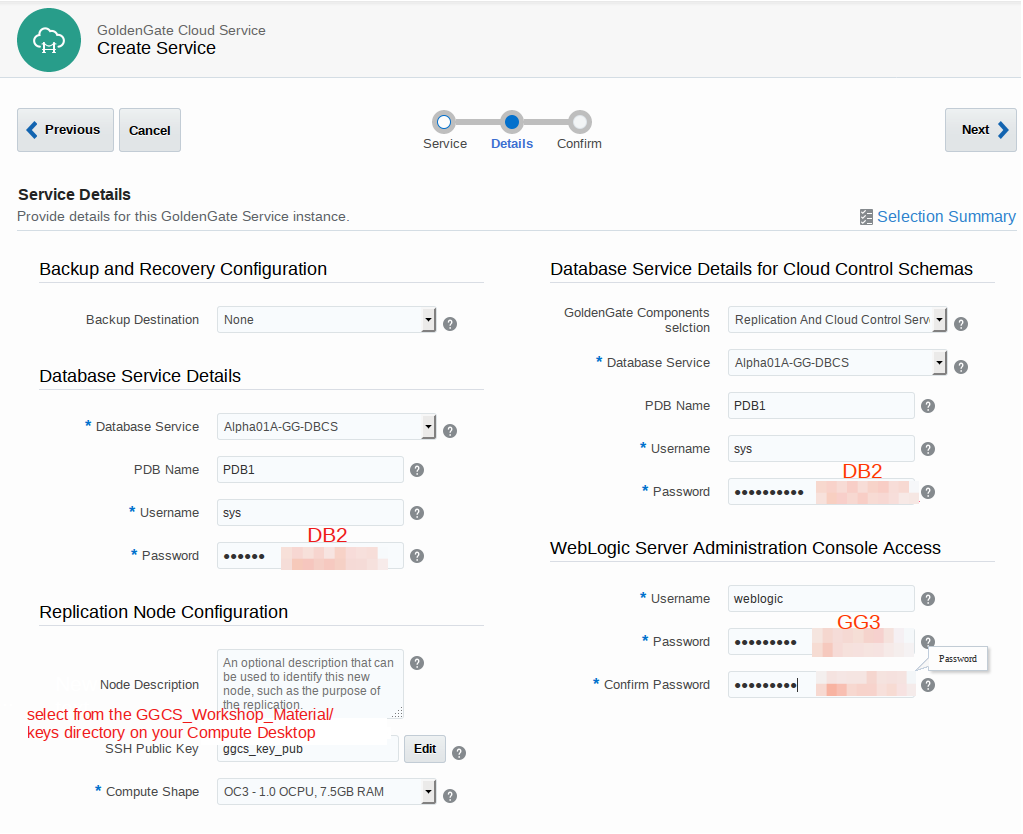 GoldenGate Cloud Service
Create Service
Previous
Cancel
Service
Details
Confirm
Next
Service Details
Provide details for this GoldenGate Service instance.
Selection Summary
Backup and Recovery Configuration
Backup Destination
None
Database Service Details
* Database Service
Alpha01A-GG-DBCS
PDB Name
PDB1
* Username
sys
DB2
* Password
••••••
Replication Node Configuration
Node Description
An optional description that can
be used to identify this new
node, such as the purpose of
the replication.
select from the GGCS_Workshop_Material/
keys directory on your Compute Desktop
SSH Public Key
ggcs_key_pub
Edit
* Compute Shape
OC3 - 1.0 OCPU, 7.5GB RAM
Database Service Details for Cloud Control Schemas
GoldenGate Components
selction
Replication And Cloud Control Serv
* Database Service
Alpha01A-GG-DBCS
PDB Name
PDB1
* Username
sys
DB2
* Password
••••••••••
WebLogic Server Administration Console Access
* Username
weblogic
GG3
* Password
•••••••••
Password
* Confirm Password
•••••••••